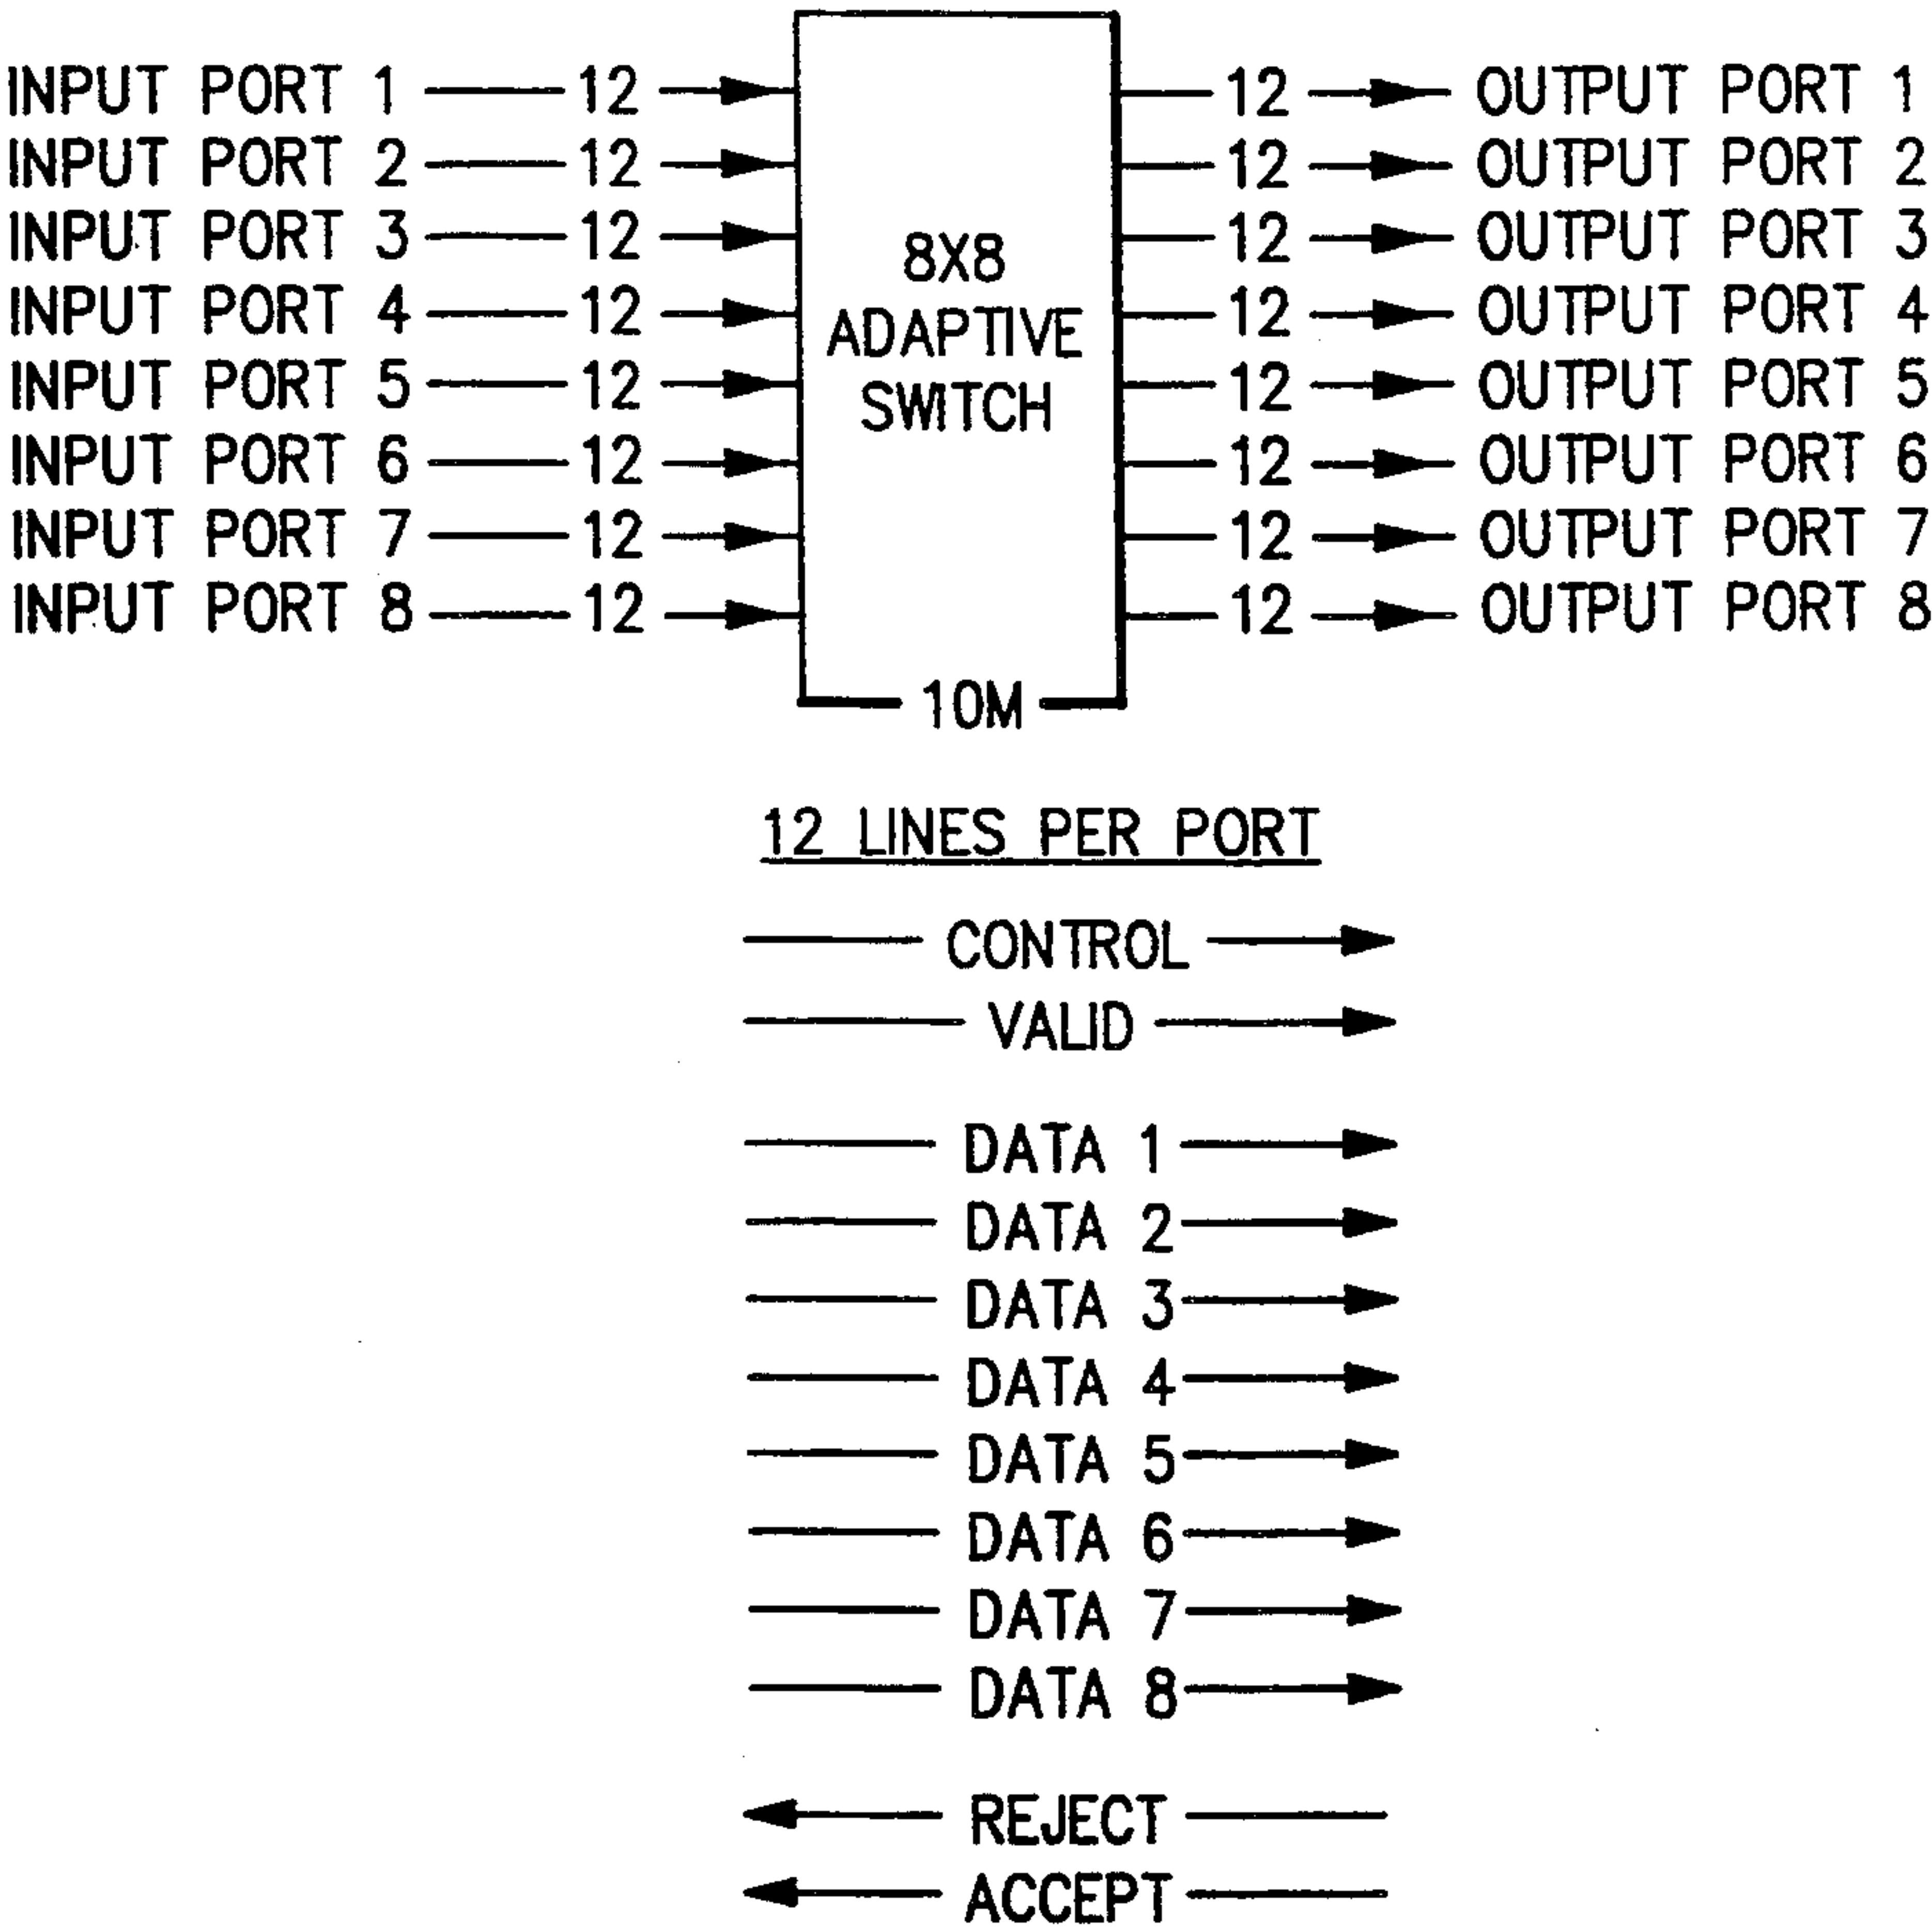 INPUT PORT 1 12 12 OUTPUT PORT 1
INPUT PORT 2 12 12 OUTPUT PORT 2
INPUT PORT 3 12 12 OUTPUT PORT 3
8X8
INPUT PORT 4 12 12 OUTPUT PORT 4
ADAPTIVE
INPUT PORT 5 12 12 OUTPUT PORT 5
SWITCH
INPUT PORT 6 12 12 OUTPUT PORT 6
INPUT PORT 7 12 12 OUTPUT PORT 7
INPUT PORT 8 12 12 OUTPUT PORT 8
10M
12 LINES PER PORT
CONTROL
VALID
DATA 1
DATA 2
DATA 3
DATA 4
DATA 5
DATA 6
DATA 7
DATA 8
REJECT
ACCEPT